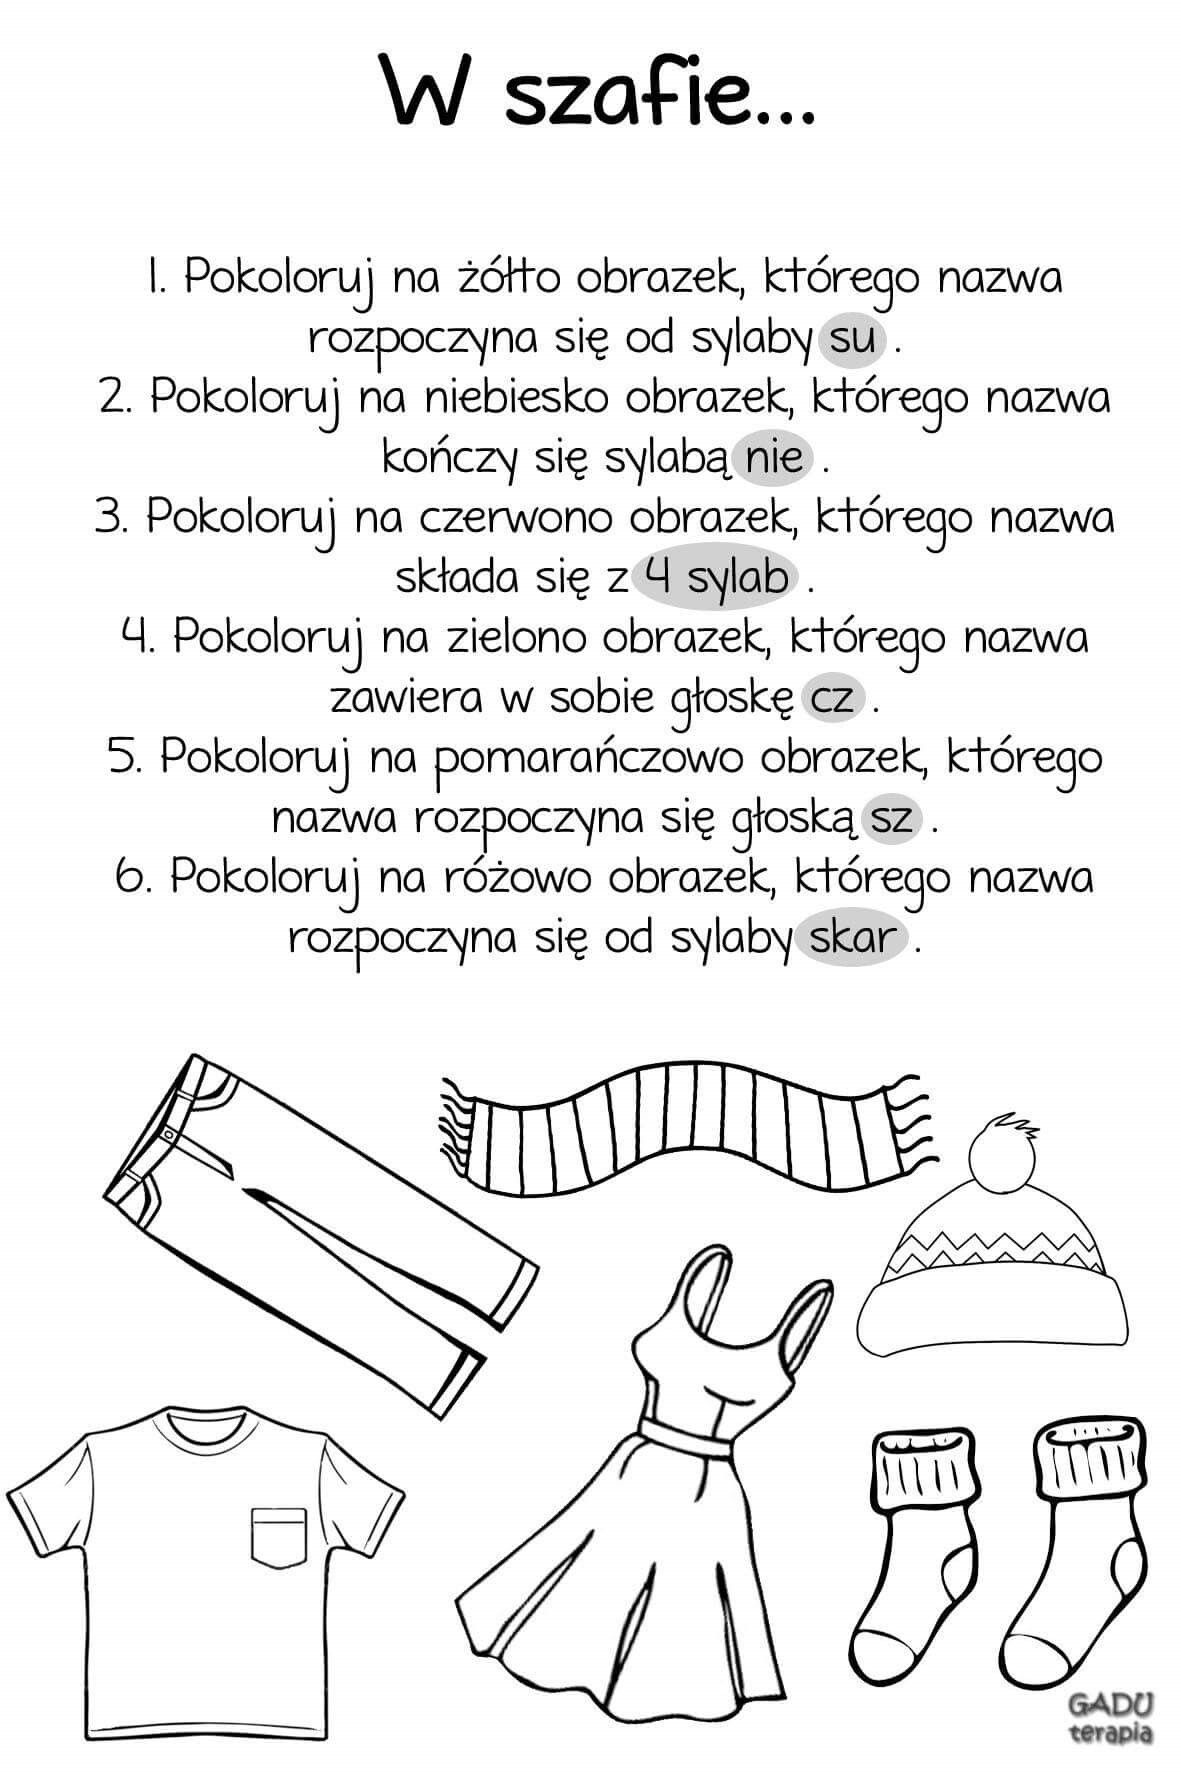 W szafie...
1. Pokoloruj na żółto obrazek, którego nazwa
rozpoczyna się od sylaby su .
2. Pokoloruj na niebiesko obrazek, którego nazwa
kończy się sylabą nie .
3. Pokoloruj na czerwono obrazek, którego nazwa
składa się z 4 sylab .
4. Pokoloruj na zielono obrazek, którego nazwa
zawiera w sobie głoskę cz .
5. Pokoloruj na pomarańczowo obrazek, którego
nazwa rozpoczyna się głoską sz .
6. Pokoloruj na różowo obrazek, którego nazwa
rozpoczyna się od sylaby skar .
GADU
terapia